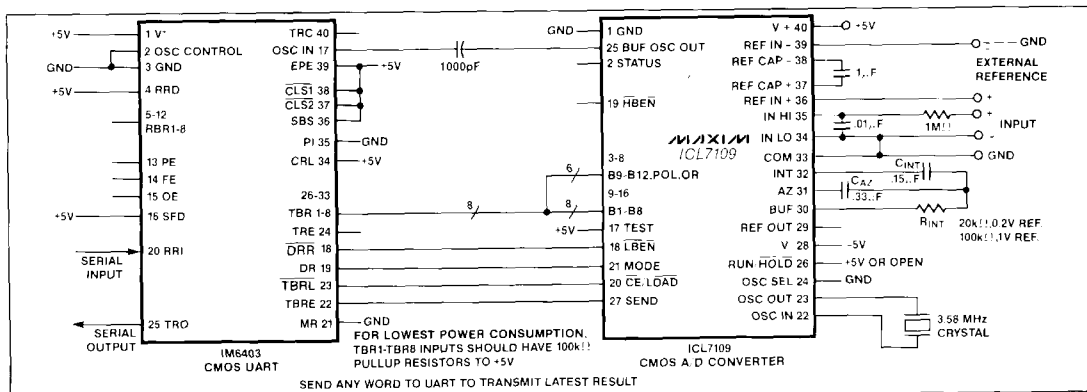 +5V
1 V+
2 OSC CONTROL
GND
3 GND
+5V
4 RRD
5-12
RBR1-8
13 PE
14 FE
15 OE
+5V
16 SFD
20 RRI
SERIAL
INPUT
25 TRO
SERIAL
OUTPUT
TRC 40
OSC IN 17
EPE 39
+5V
CLS1 38
CLS2 37
SBS 36
PI 35
GND
CRL 34
+5V
26-33
TBR 1-8
TRE 24
DRR 18
DR 19
TBRL 23
TBRE 22
MR 21
GND
IM6403
CMOS UART
1000pF
8
6
8
FOR LOWEST POWER CONSUMPTION,
TBR1-TBR8 INPUTS SHOULD HAVE 100kΩ
PULLUP RESISTORS TO +5V
SEND ANY WORD TO UART TO TRANSMIT LATEST RESULT
GND
1 GND
25 BUF OSC OUT
2 STATUS
19 HBEN
MAXIM
ICL7109
3-8
B9-B12,POL,OR
9-16
B1-B8
+5V
17 TEST
18 LBEN
21 MODE
20 CE/LOAD
27 SEND
V + 40
+5V
REF IN - 39
- GND
REF CAP - 38
EXTERNAL
REFERENCE
REF CAP + 37
1µF
REF IN + 36
+
IN HI 35
.01µF
1MΩ
+
INPUT
IN LO 34
-
COM 33
GND
INT 32
CINT
.15µF
AZ 31
CAZ
.33µF
BUF 30
RINT
20kΩ,0.2V REF.
100kΩ,1V REF.
REF OUT 29
V 28
-5V
RUN/HOLD 26
+5V OR OPEN
OSC SEL 24
GND
OSC OUT 23
OSC IN 22
3.58 MHz
CRYSTAL
ICL7109
CMOS A/D CONVERTER